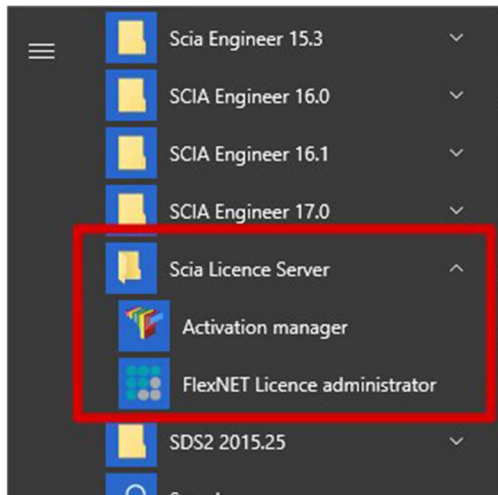 Scia Engineer 15.3
SCIA Engineer 16.0
SCIA Engineer 16.1
SCIA Engineer 17.0
Scia Licence Server
Activation manager
FlexNET Licence administrator
SDS2 2015.25